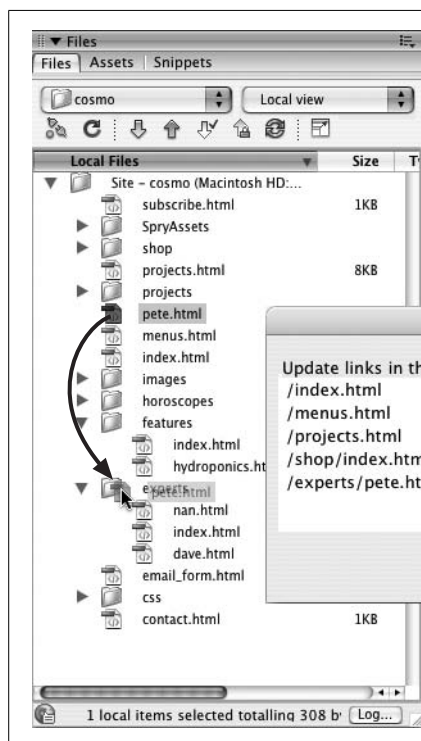 Files
Files Assets Snippets
cosmo Local view
Local Files Size
Site – cosmo (Macintosh HD:...
subscribe.html 1KB
SpryAssets
shop
projects.html 8KB
projects
pete.html
menus.html
index.html
images
horoscopes
features
index.html
hydroponics.ht
experts
pete.html
nan.html
index.html
dave.html
email_form.html
css
contact.html 1KB
Update links in th
/index.html
/menus.html
/projects.html
/shop/index.htm
/experts/pete.ht
1 local items selected totalling 308 b Log...